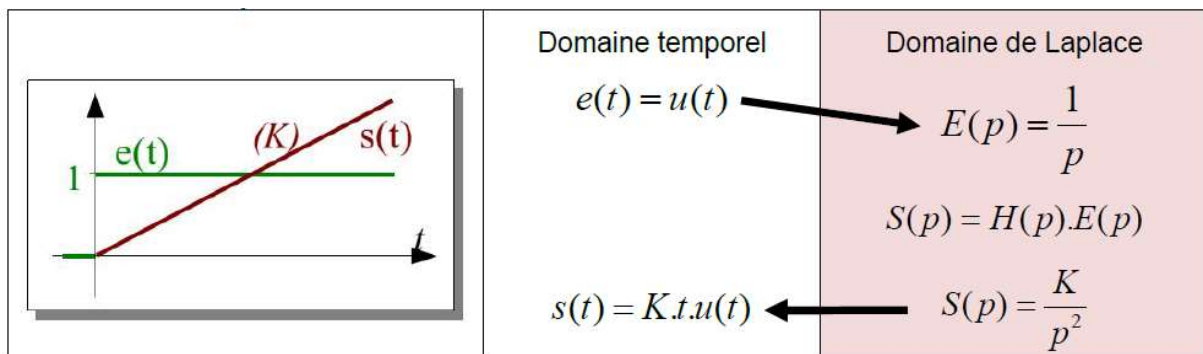 (K)
s(t)
e(t)
1
t
Domaine temporel
e(t) = u(t)
s(t) = K.t.u(t)
Domaine de Laplace
E(p) = 1/p
S(p) = H(p).E(p)
S(p) = K/p²